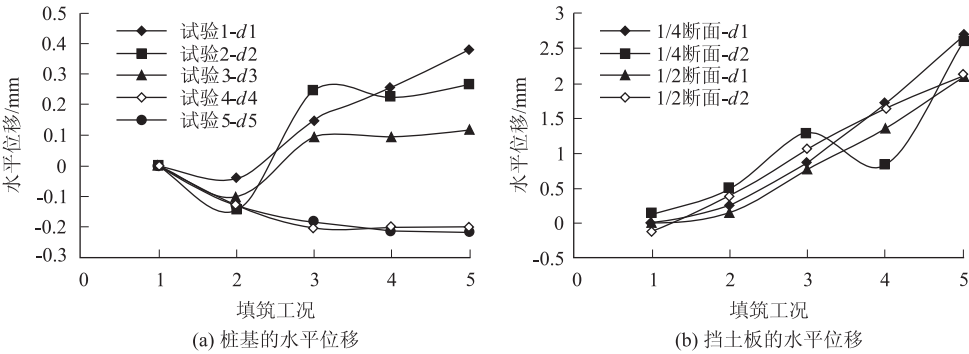 0.5
0.4
0.3
0.2
0.1
0
-0.1
-0.2
-0.3
水平位移/mm
试验1-d1
试验2-d2
试验3-d3
试验4-d4
试验5-d5
0 1 2 3 4 5
填筑工况
(a) 桩基的水平位移
3
2.5
2
1.5
1
0.5
0
-0.5
水平位移/mm
1/4断面-d1
1/4断面-d2
1/2断面-d1
1/2断面-d2
0 1 2 3 4 5
填筑工况
(b) 挡土板的水平位移